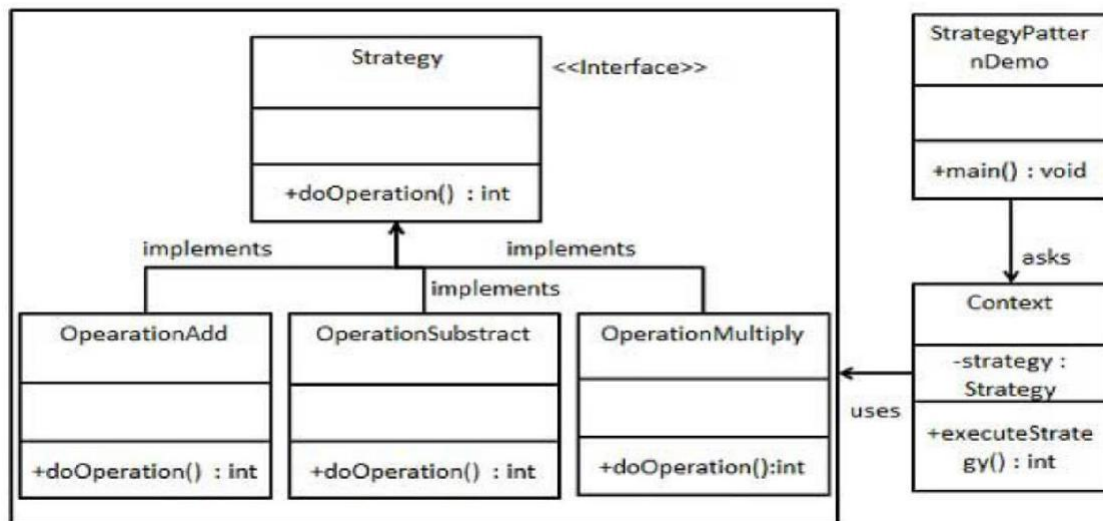 Strategy
<<Interface>>
+doOperation() : int
implements
implements
implements
OpearationAdd
+doOperation() : int
OperationSubstract
+doOperation() : int
OperationMultiply
+doOperation():int
StrategyPatter
nDemo
+main() : void
asks
Context
-strategy :
Strategy
+executeStrate
gy() : int
uses